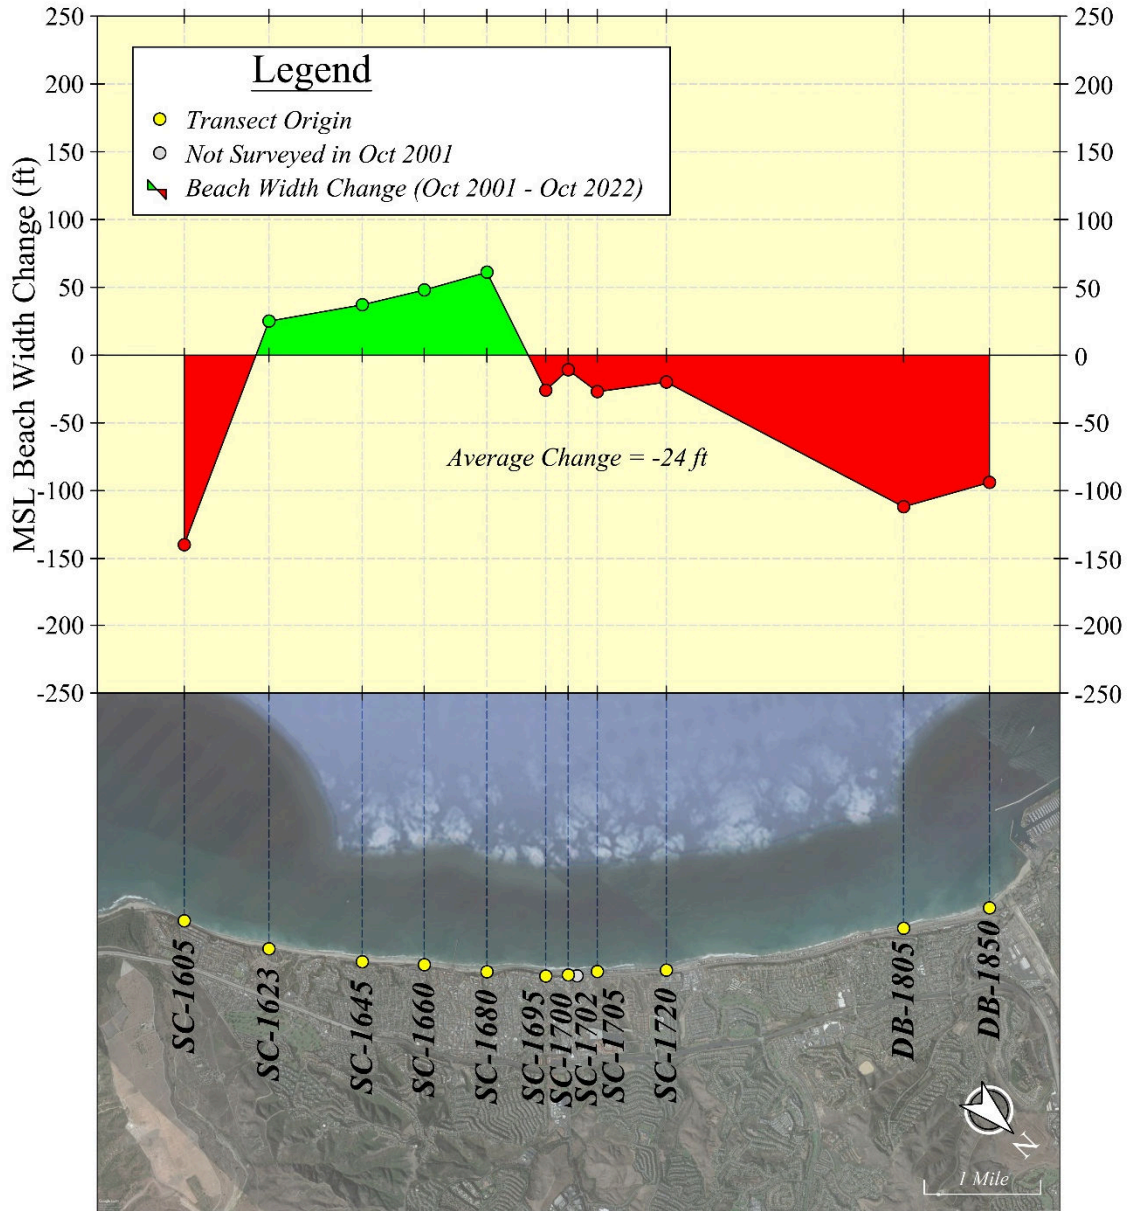 250
200
150
100
50
0
-50
-100
-150
-200
-250
MSL Beach Width Change (ft)
Legend
Transect Origin
Not Surveyed in Oct 2001
Beach Width Change (Oct 2001 - Oct 2022)
Average Change = -24 ft
250
200
150
100
50
0
-50
-100
-150
-200
-250
SC-1605
SC-1623
SC-1645
SC-1660
SC-1680
SC-1695
SC-1700
SC-1702
SC-1705
SC-1720
DB-1805
DB-1850
N
1 Mile